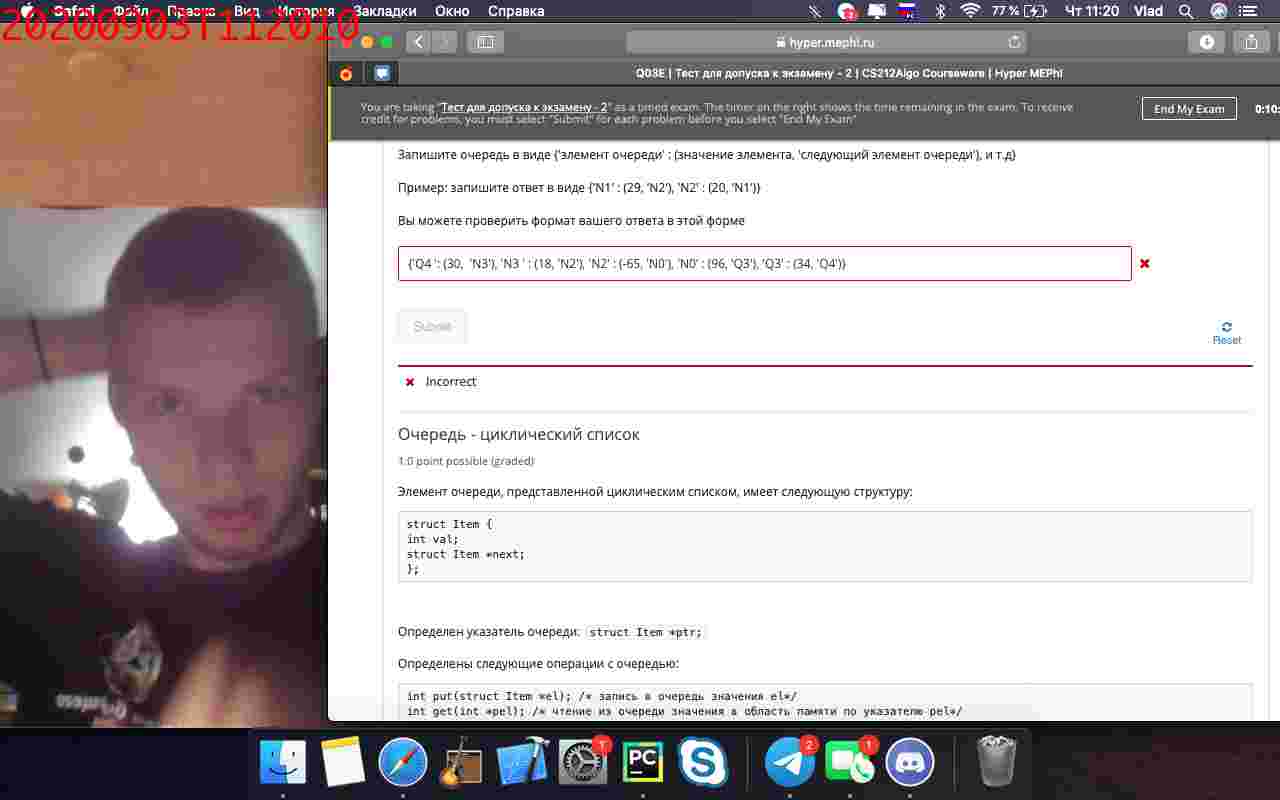 Safari Файл Правка Вид История Закладки Окно Справка 2 77 % Чт 11:20 Vlad
20200903T112010
hyper.mephi.ru
Q03E | Тест для допуска к экзамену - 2 | CS212Algo Courseware | Hyper MEPhI
You are taking "Тест для допуска к экзамену - 2" as a timed exam. The timer on the right shows the time remaining in the exam. To receive
credit for problems, you must select "Submit" for each problem before you select "End My Exam"
End My Exam
0:10:
Запишите очередь в виде {'элемент очереди' : (значение элемента, 'следующий элемент очереди'), и т.д}
Пример: запишите ответ в виде {'N1' : (29, 'N2'), 'N2' : (20, 'N1')}
Вы можете проверить формат вашего ответа в этой форме
{'Q4 ': (30, 'N3'), 'N3 ' : (18, 'N2'), 'N2' : (-65, 'N0'), 'N0' : (96, 'Q3'), 'Q3' : (34, 'Q4')}
Submit
Reset
Incorrect
Очередь - циклический список
1.0 point possible (graded)
Элемент очереди, представленной циклическим списком, имеет следующую структуру:
struct Item {
int val;
struct Item *next;
};
Определен указатель очереди: struct Item *ptr;
Определены следующие операции с очередью:
int put(struct Item *el); /* запись в очередь значения el*/
int get(int *pel); /* чтение из очереди значения в область памяти по указателю pel*/
1
PC
2
1